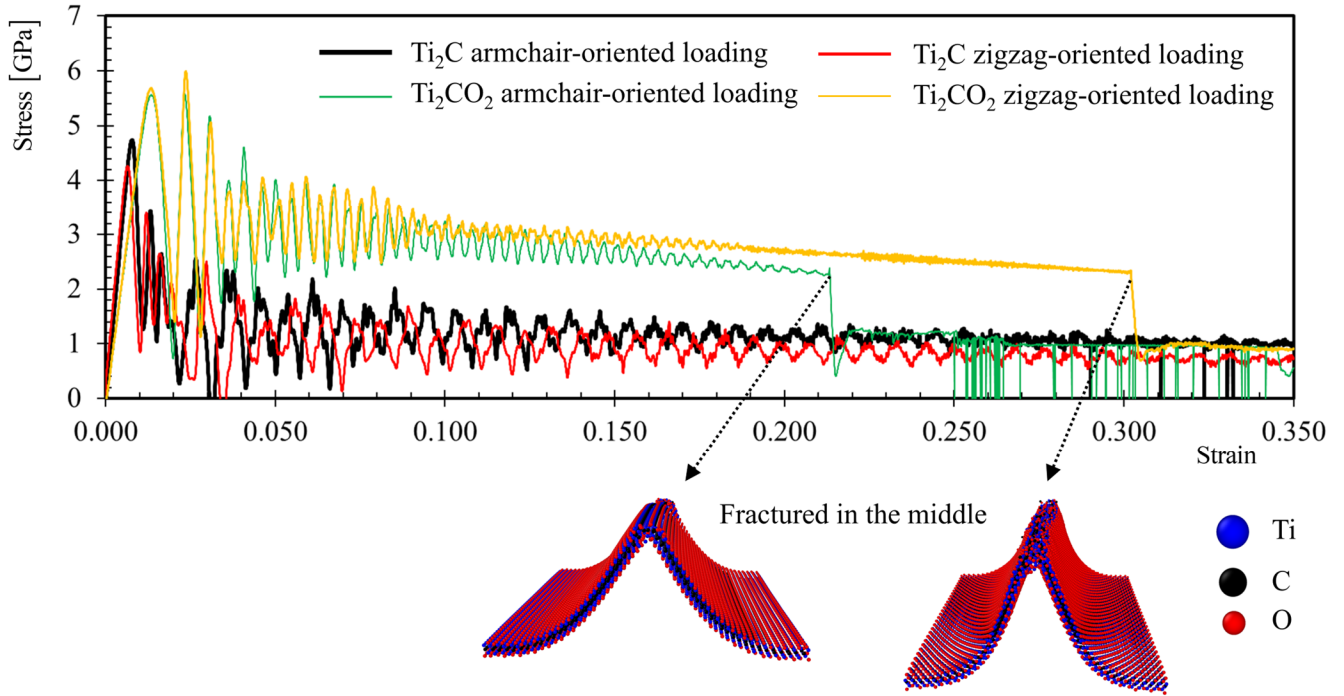 Stress [GPa]
7
6
5
4
3
2
1
0
Ti₂C armchair-oriented loading
Ti₂C zigzag-oriented loading
Ti₂CO₂ armchair-oriented loading
Ti₂CO₂ zigzag-oriented loading
0.000 0.050 0.100 0.150 0.200 0.250 0.300 0.350
Strain
Fractured in the middle
Ti
C
O